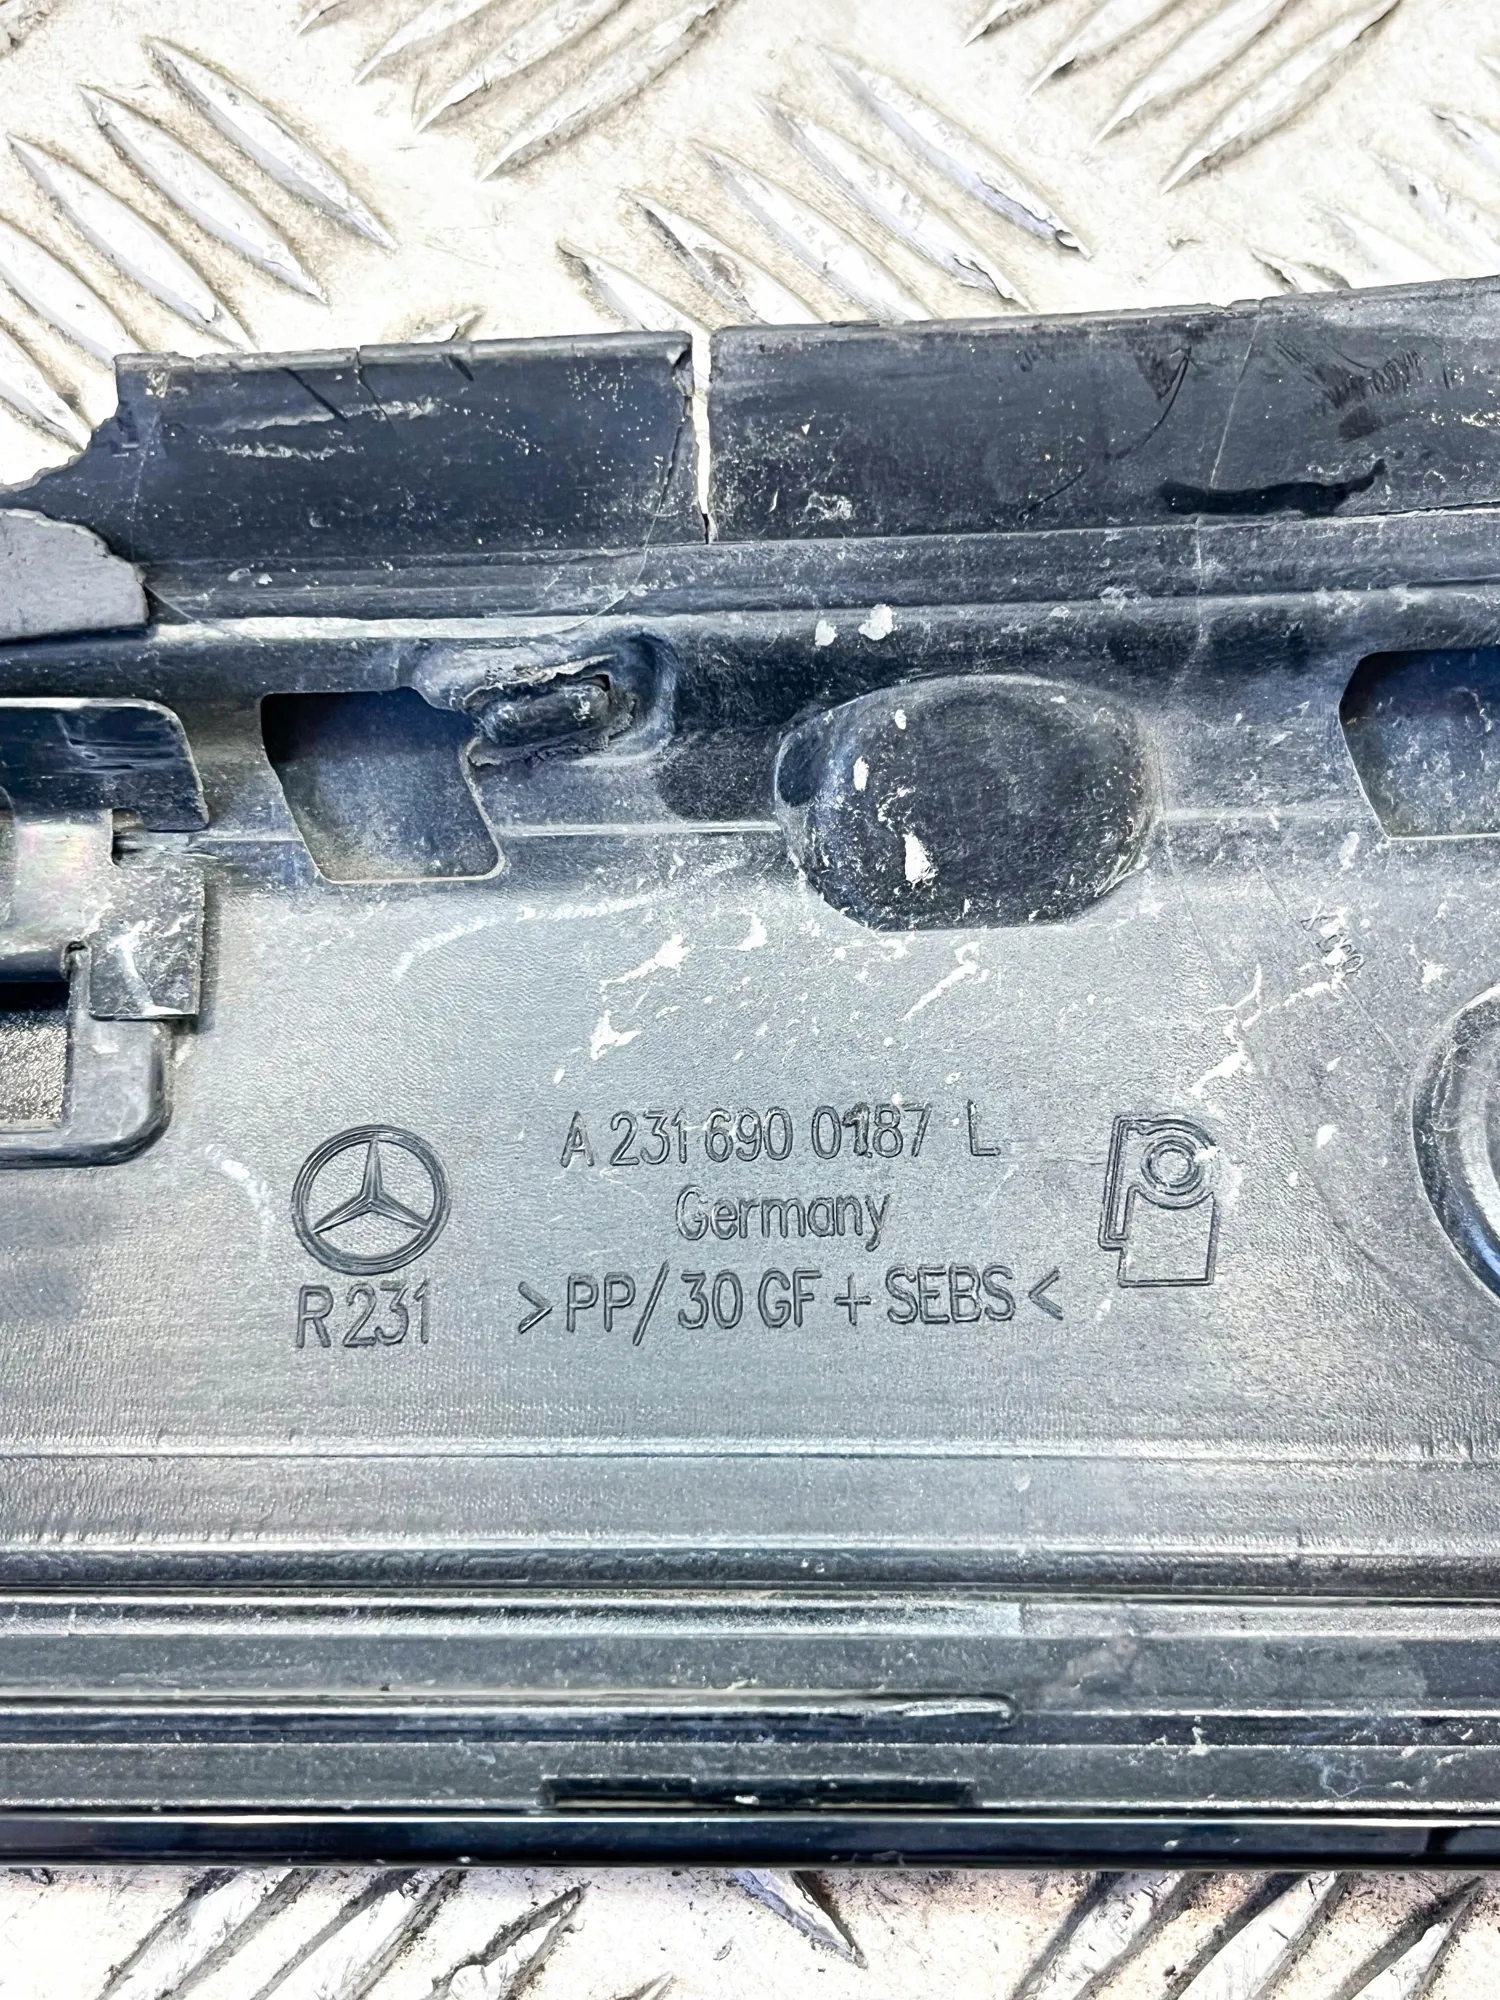 A 231 690 0187 L
Germany
R231
>PP/30 GF + SEBS<